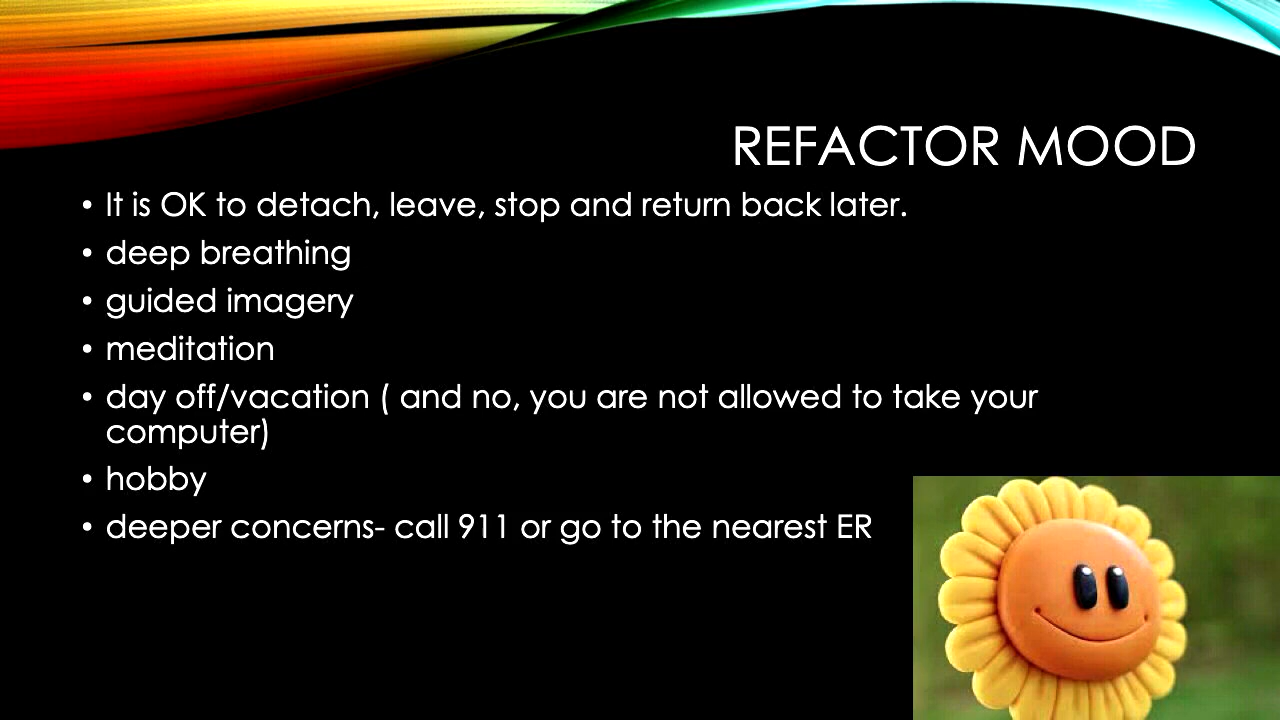 REFACTOR MOOD
• It is OK to detach, leave, stop and return back later.
• deep breathing
• guided imagery
• meditation
• day off/vacation ( and no, you are not allowed to take your
computer)
• hobby
• deeper concerns- call 911 or go to the nearest ER